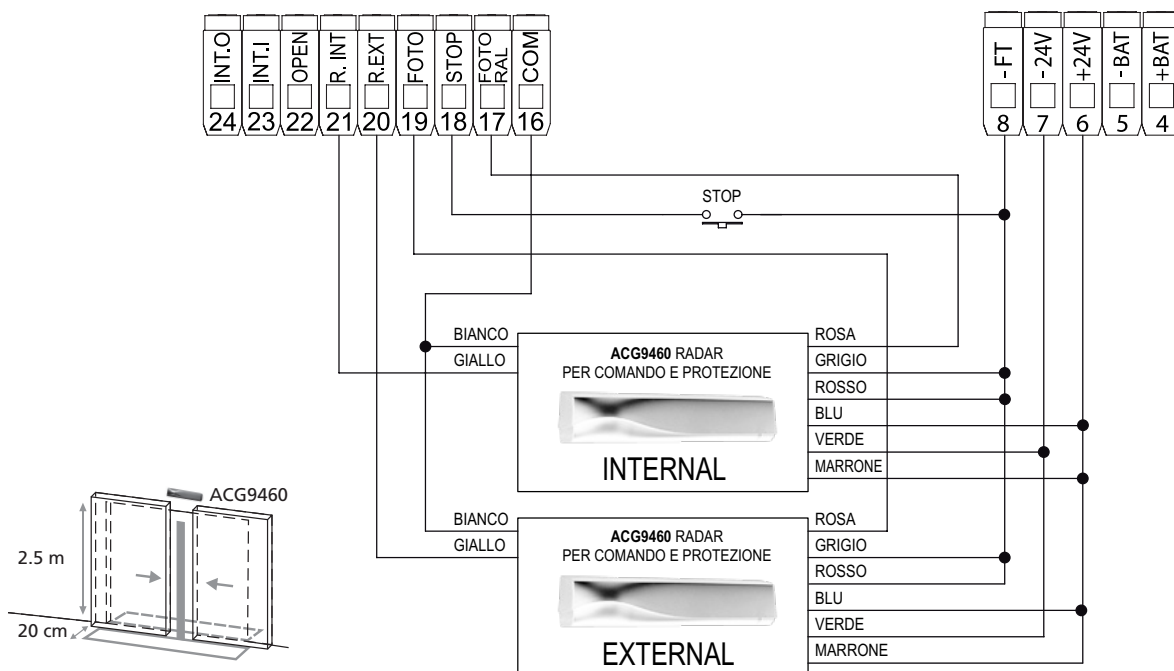 INT.O
24
INT.I
23
OPEN
22
R. INT
21
R.EXT
20
FOTO
19
STOP
18
FOTO
RAL
17
COM
16
-FT
8
-24V
7
+24V
6
-BAT
5
+BAT
4
STOP
BIANCO
GIALLO
ACG9460 RADAR
PER COMANDO E PROTEZIONE
INTERNAL
ROSA
GRIGIO
ROSSO
BLU
VERDE
MARRONE
BIANCO
GIALLO
ACG9460 RADAR
PER COMANDO E PROTEZIONE
EXTERNAL
ROSA
GRIGIO
ROSSO
BLU
VERDE
MARRONE
ACG9460
2.5 m
20 cm